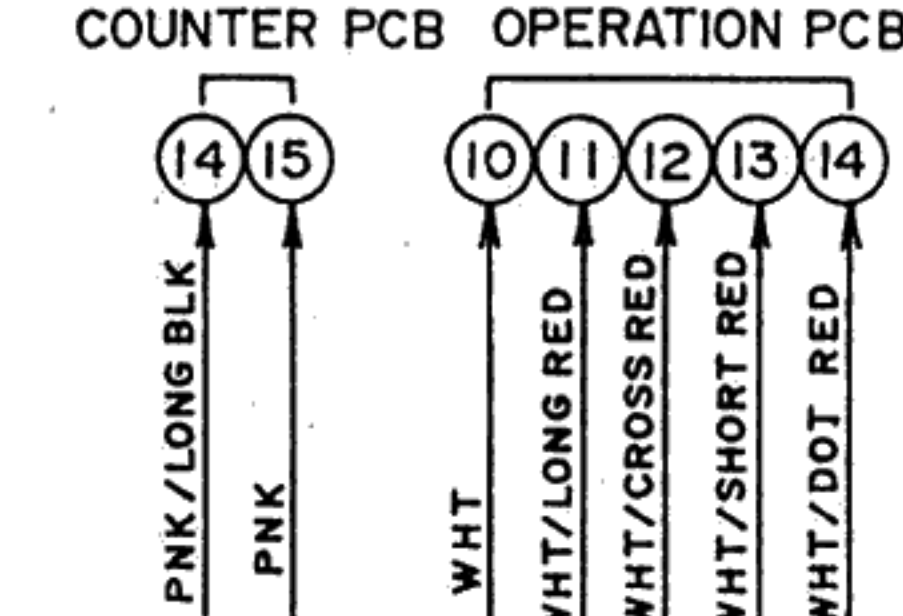 COUNTER PCB OPERATION PCB
14 15 10 11 12 13 14
PNK/LONG BLK
PNK
WHT
WHT/LONG RED
WHT/CROSS RED
WHT/SHORT RED
WHT/DOT RED